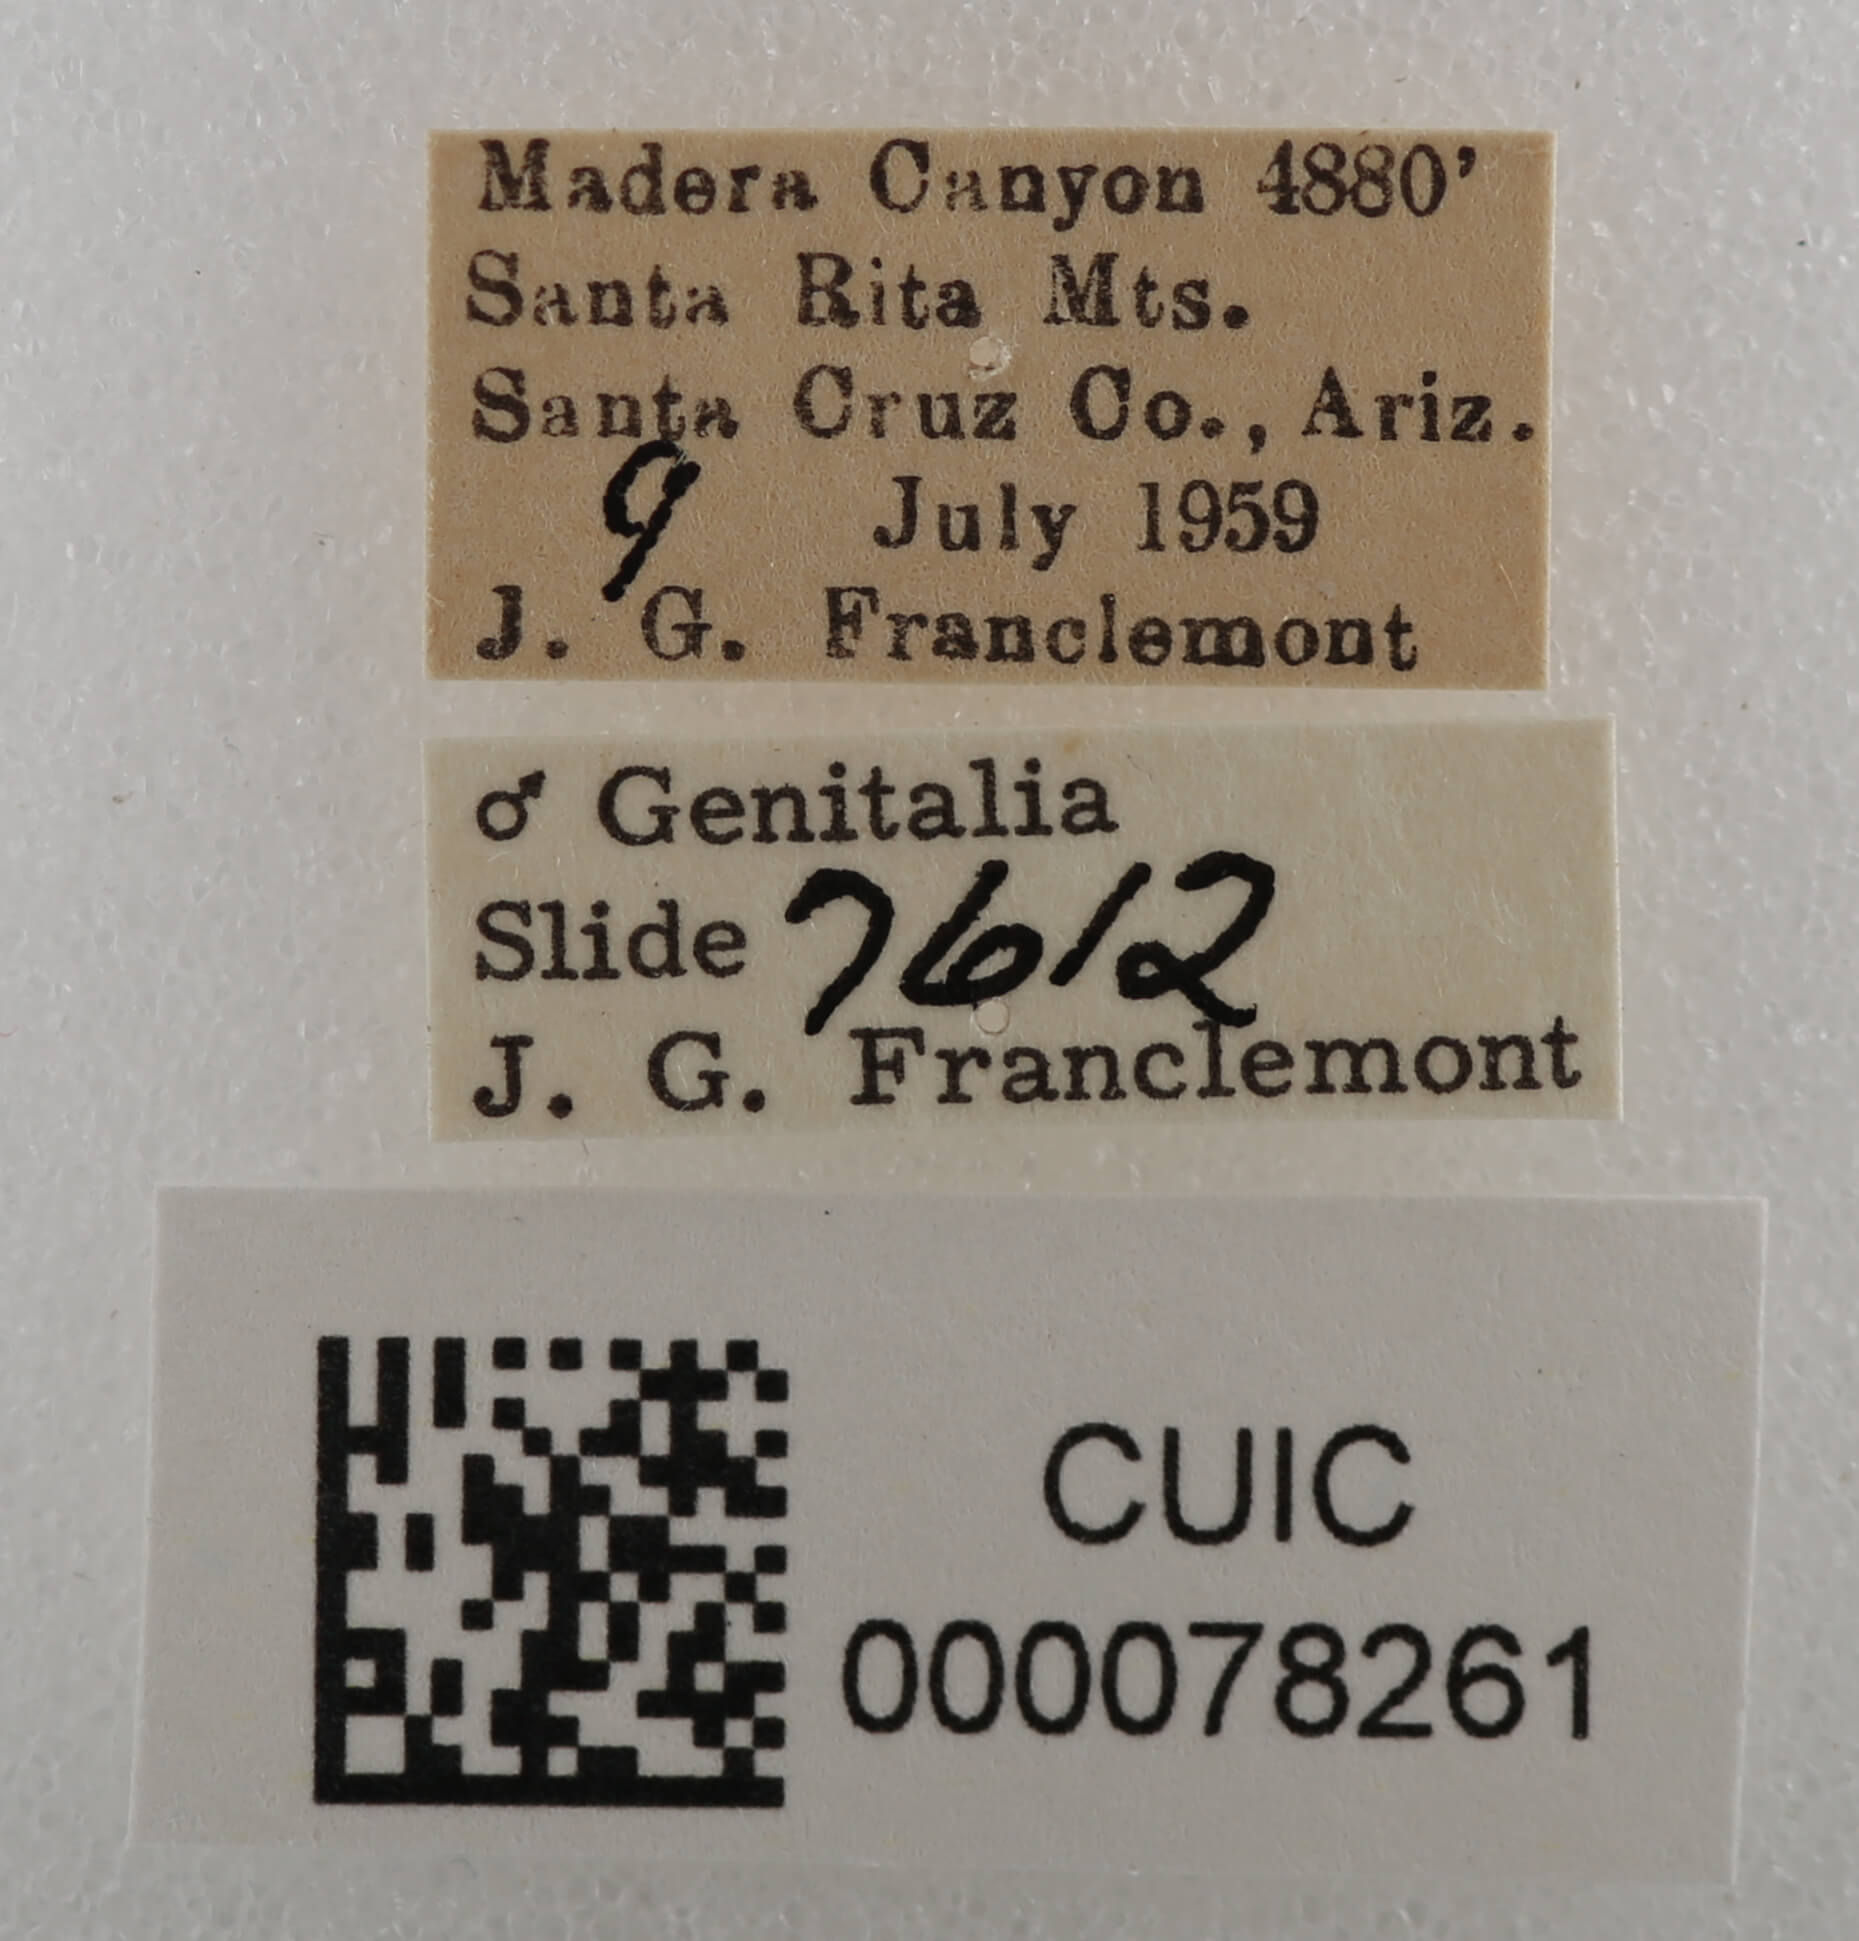 Madera Canyon 4880'
Santa Rita Mts.
Santa Cruz Co., Ariz.
9 July 1959
J. G. Franclemont
♂ Genitalia
Slide 7612
J. G. Franclemont
CUIC
000078261